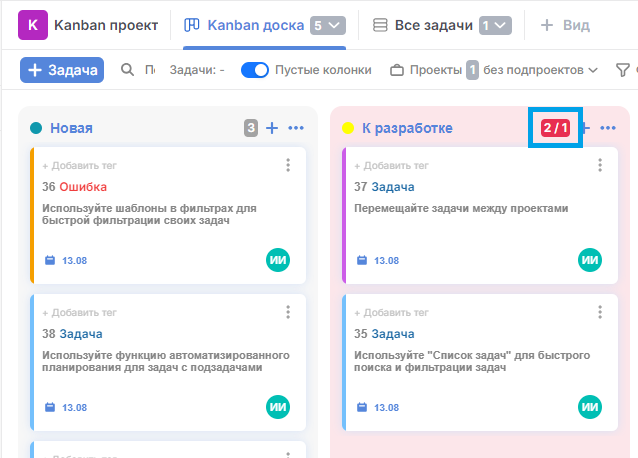 K Kanban проект Kanban доска 5 Все задачи 1 + Вид
+ Задача Задачи: - Пустые колонки Проекты 1 без подпроектов
Новая 3 +
+ Добавить тег
36 Ошибка
Используйте шаблоны в фильтрах для
быстрой фильтрации своих задач
13.08 ИИ
+ Добавить тег
38 Задача
Используйте функцию автоматизированного
планирования для задач с подзадачами
13.08 ИИ
+ Добавить тег
К разработке 2 / 1 +
+ Добавить тег
37 Задача
Перемещайте задачи между проектами
13.08 ИИ
+ Добавить тег
35 Задача
Используйте "Список задач" для быстрого
поиска и фильтрации задач
13.08 ИИ